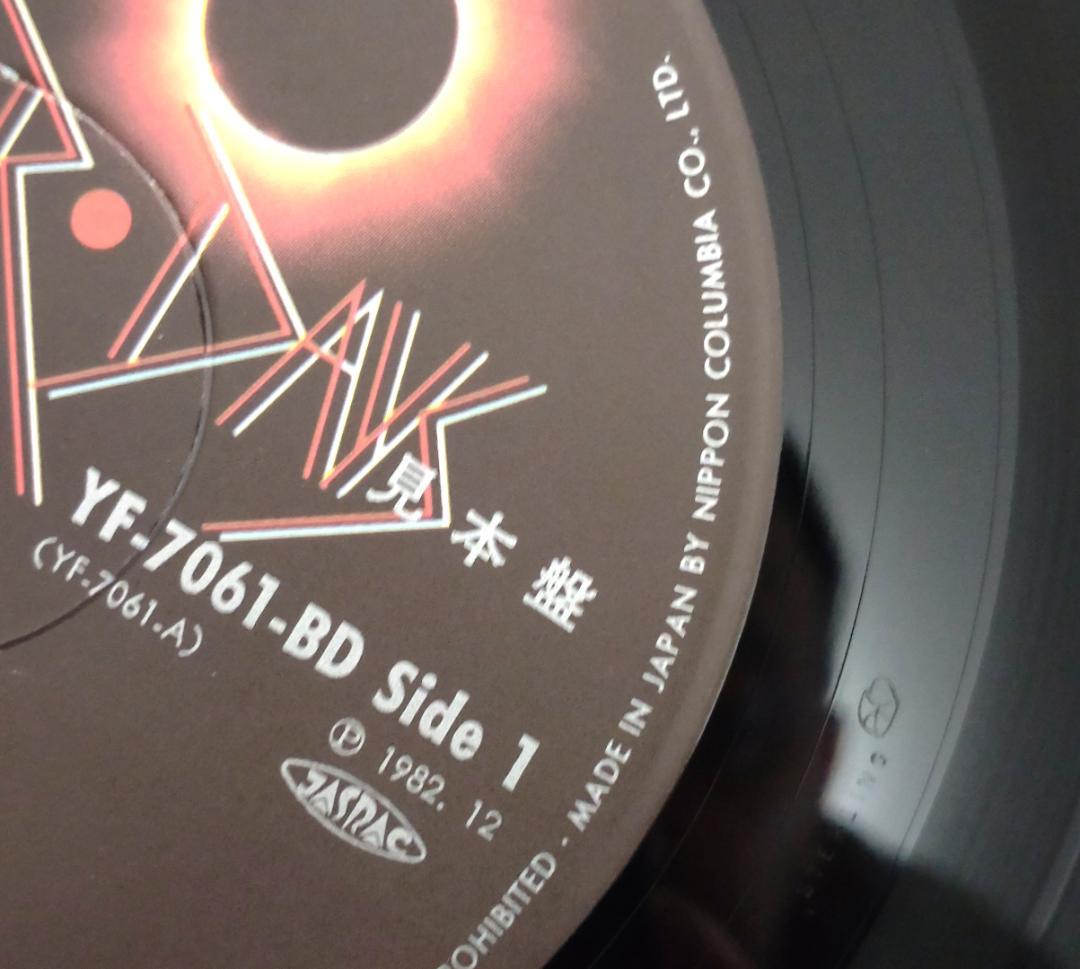 見本盤
YF-7061-BD Side 1
(YF-7061-A)
Ⓟ 1982. 12
JASRAC
OHIBITED · MADE IN JAPAN BY NIPPON COLUMBIA CO., LTD.